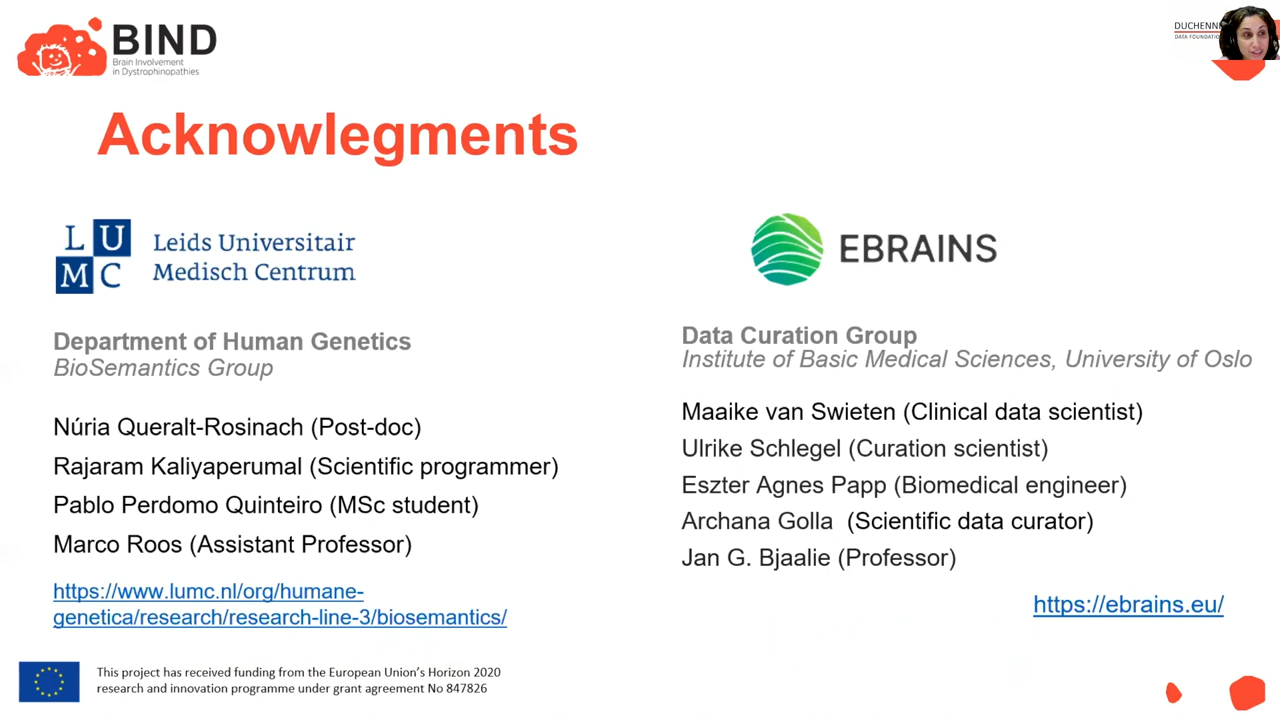 BIND
Brain Involvement
in Dystrophinopathies
DUCHENN
DATA FOUNDATION
Acknowlegments
L U
M C
Leids Universitair
Medisch Centrum
EBRAINS
Department of Human Genetics
BioSemantics Group
Núria Queralt-Rosinach (Post-doc)
Rajaram Kaliyaperumal (Scientific programmer)
Pablo Perdomo Quinteiro (MSc student)
Marco Roos (Assistant Professor)
https://www.lumc.nl/org/humane-
genetica/research/research-line-3/biosemantics/
Data Curation Group
Institute of Basic Medical Sciences, University of Oslo
Maaike van Swieten (Clinical data scientist)
Ulrike Schlegel (Curation scientist)
Eszter Agnes Papp (Biomedical engineer)
Archana Golla (Scientific data curator)
Jan G. Bjaalie (Professor)
https://ebrains.eu/
This project has received funding from the European Union's Horizon 2020
research and innovation programme under grant agreement No 847826